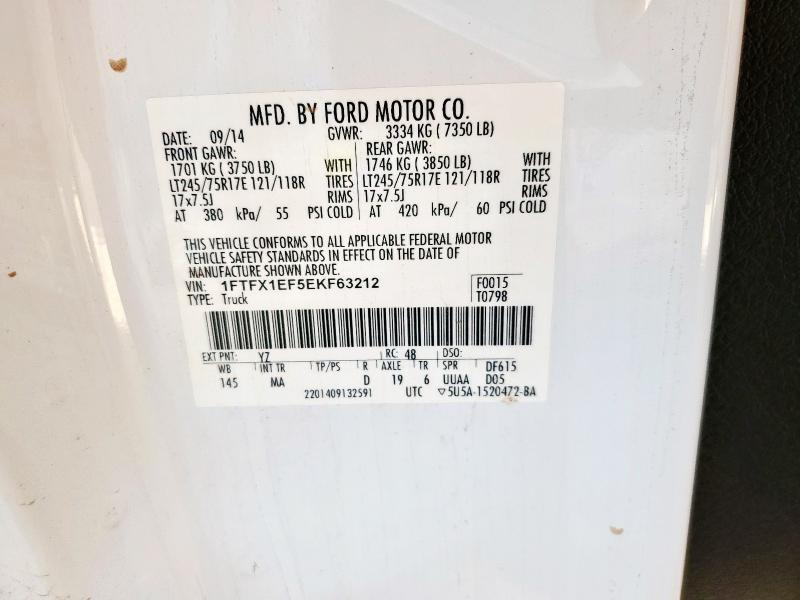 MFD. BY FORD MOTOR CO.
DATE: 09/14 GVWR: 3334 KG ( 7350 LB)
FRONT GAWR: REAR GAWR:
1701 KG ( 3750 LB) WITH 1746 KG ( 3850 LB) WITH
LT245/75R17E 121/118R TIRES LT245/75R17E 121/118R TIRES
17x7.5J RIMS 17x7.5J RIMS
AT 380 kPa/ 55 PSI COLD AT 420 kPa/ 60 PSI COLD
THIS VEHICLE CONFORMS TO ALL APPLICABLE FEDERAL MOTOR
VEHICLE SAFETY STANDARDS IN EFFECT ON THE DATE OF
MANUFACTURE SHOWN ABOVE.
VIN: 1FTFX1EF5EKF63212 F0015
TYPE: Truck T0798
EXT PNT: YZ RC: 48 DSO:
WB INT TR TP/PS R AXLE TR SPR DF615
145 MA D 19 6 UUAA D05
2201409132591 UTC ▽5U5A-1520472-BA